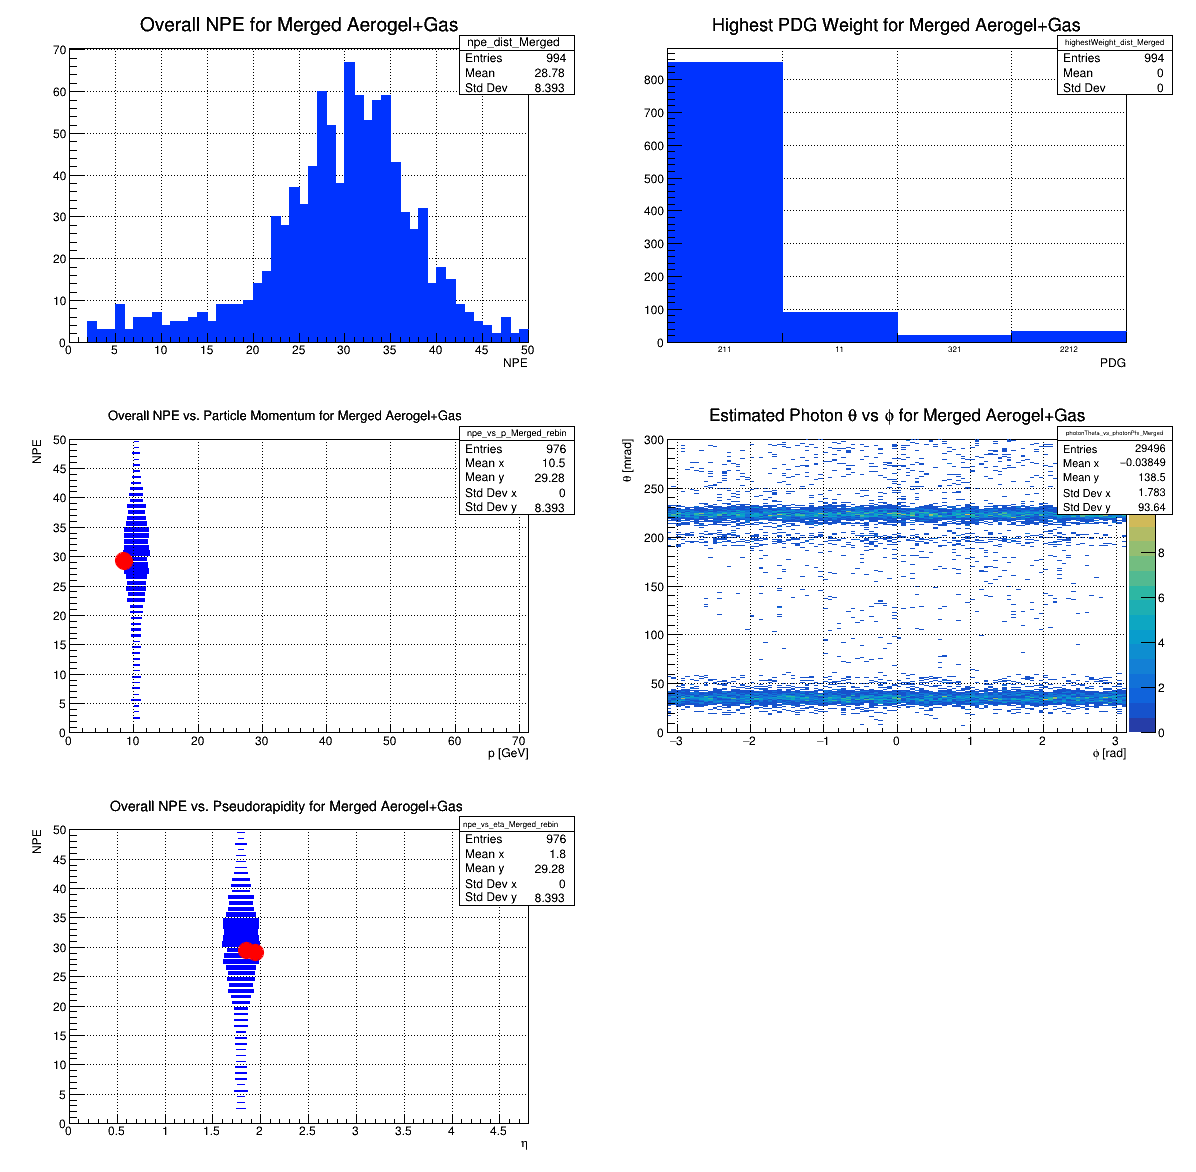 Overall NPE for Merged Aerogel+Gas
npe_dist_Merged
Entries 994
Mean 28.78
Std Dev 8.393
70
60
50
40
30
20
10
0
0 5 10 15 20 25 30 35 40 45 50
NPE
Highest PDG Weight for Merged Aerogel+Gas
highestWeight_dist_Merged
Entries 994
Mean 0
Std Dev 0
800
700
600
500
400
300
200
100
0
211 11 321 2212
PDG
Overall NPE vs. Particle Momentum for Merged Aerogel+Gas
npe_vs_p_Merged_rebin
Entries 976
Mean x 10.5
Mean y 29.28
Std Dev x 0
Std Dev y 8.393
NPE
50
45
40
35
30
25
20
15
10
5
0
0 10 20 30 40 50 60 70
p [GeV]
Estimated Photon θ vs ϕ for Merged Aerogel+Gas
photonTheta_vs_photonPhi_Merged
Entries 29496
Mean x −0.03849
Mean y 138.5
Std Dev x 1.783
Std Dev y 93.64
θ [mrad]
300
250
200
150
100
50
0
−3 −2 −1 0 1 2 3
ϕ [rad]
8
6
4
2
0
Overall NPE vs. Pseudorapidity for Merged Aerogel+Gas
npe_vs_eta_Merged_rebin
Entries 976
Mean x 1.8
Mean y 29.28
Std Dev x 0
Std Dev y 8.393
NPE
50
45
40
35
30
25
20
15
10
5
0
0 0.5 1 1.5 2 2.5 3 3.5 4 4.5
η